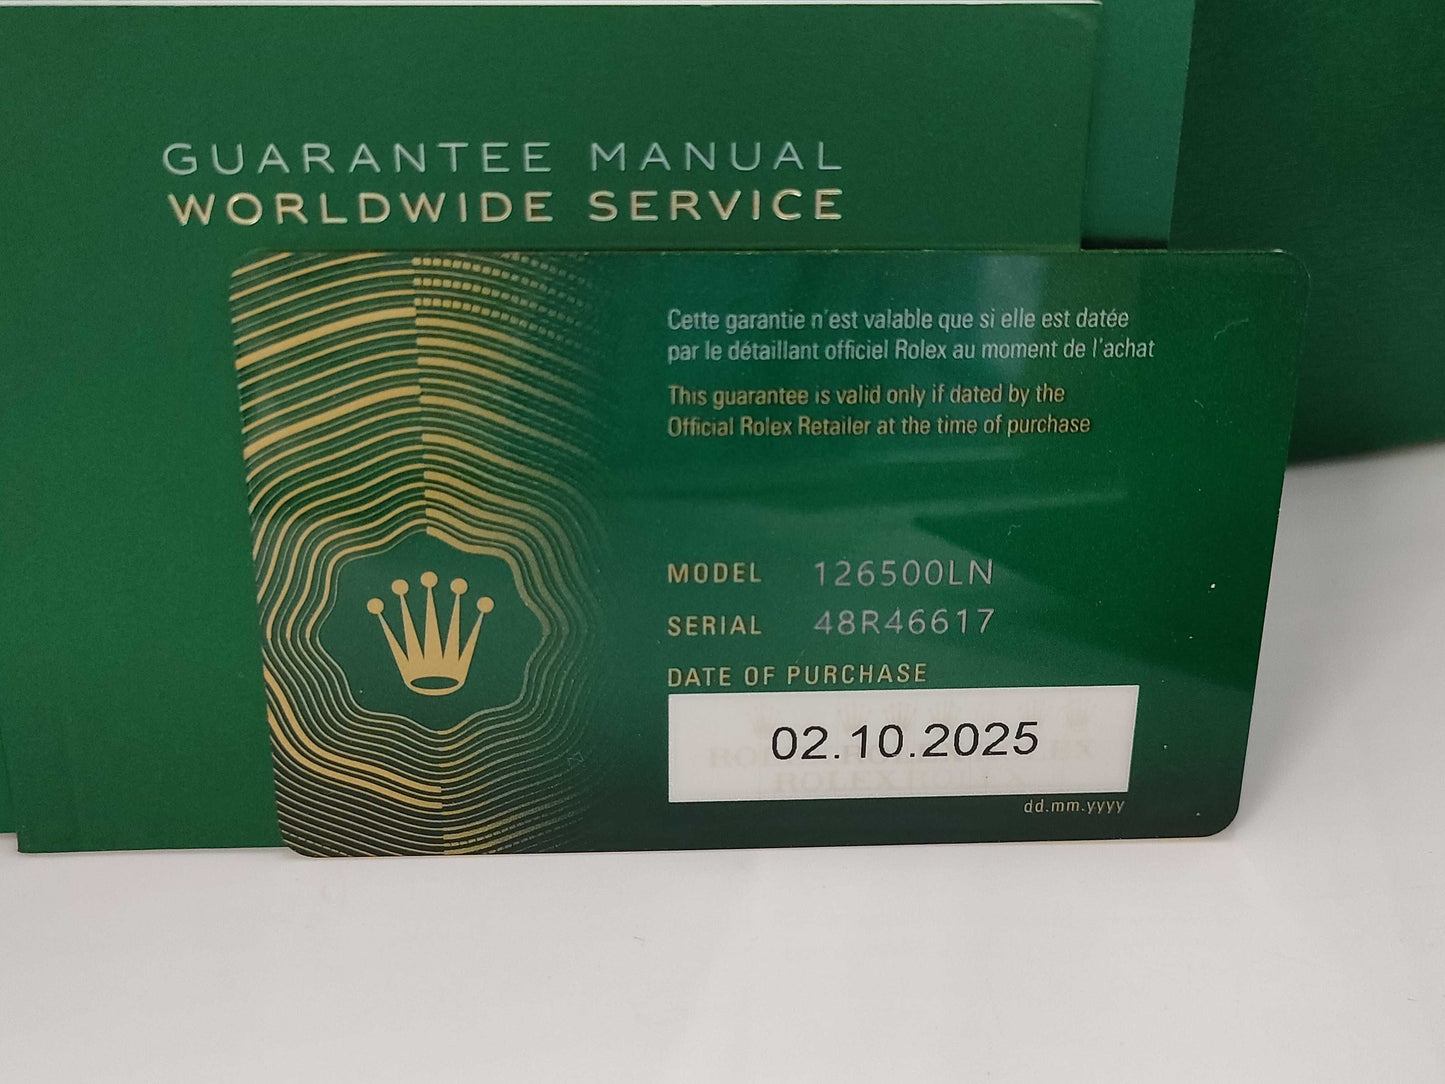 GUARANTEE MANUAL
WORLDWIDE SERVICE
Cette garantie n'est valable que si elle est datée
par le détaillant officiel Rolex au moment de l'achat
This guarantee is valid only if dated by the
Official Rolex Retailer at the time of purchase
MODEL 126500LN
SERIAL 48R46617
DATE OF PURCHASE
02.10.2025
ROLEX ROLEX
dd.mm.yyyy